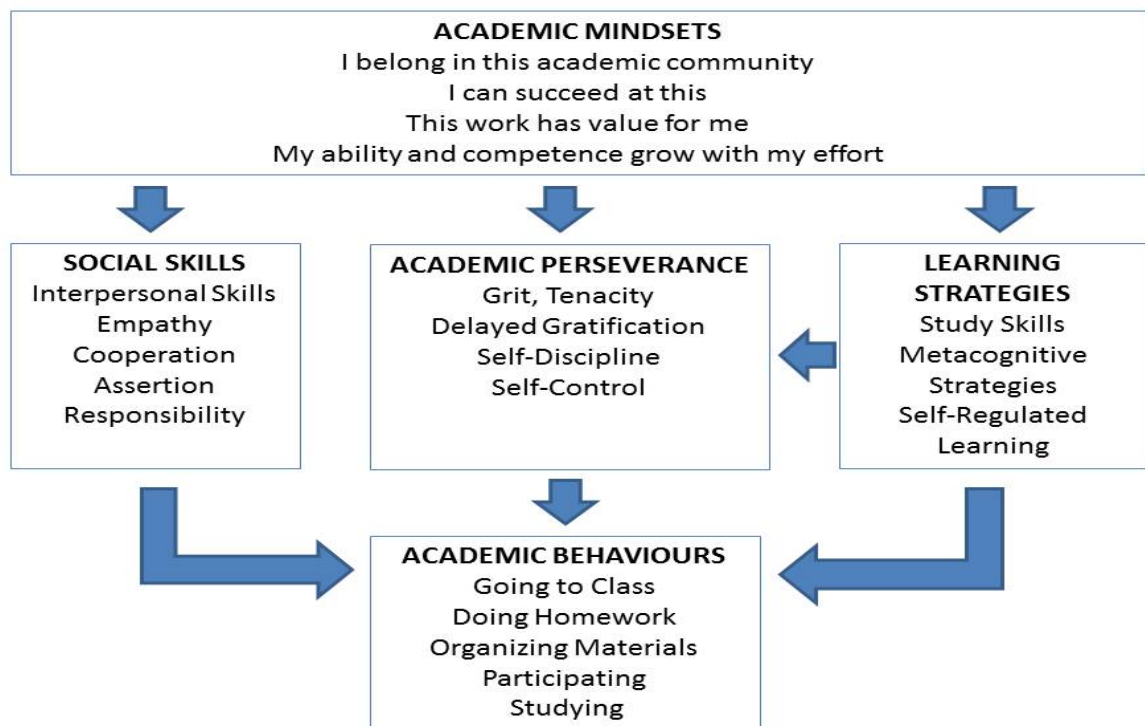 ACADEMIC MINDSETS
I belong in this academic community
I can succeed at this
This work has value for me
My ability and competence grow with my effort
SOCIAL SKILLS
Interpersonal Skills
Empathy
Cooperation
Assertion
Responsibility
ACADEMIC PERSEVERANCE
Grit, Tenacity
Delayed Gratification
Self-Discipline
Self-Control
LEARNING
STRATEGIES
Study Skills
Metacognitive
Strategies
Self-Regulated
Learning
ACADEMIC BEHAVIOURS
Going to Class
Doing Homework
Organizing Materials
Participating
Studying